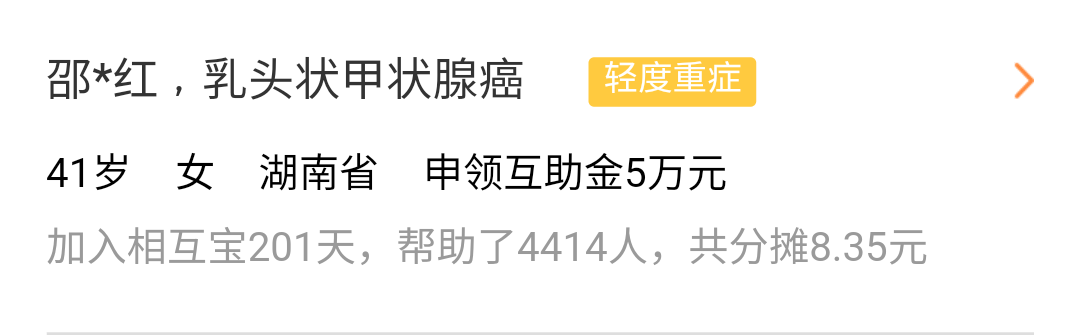 邵*红，乳头状甲状腺癌 轻度重症
41岁 女 湖南省 申领互助金5万元
加入相互宝201天，帮助了4414人，共分摊8.35元